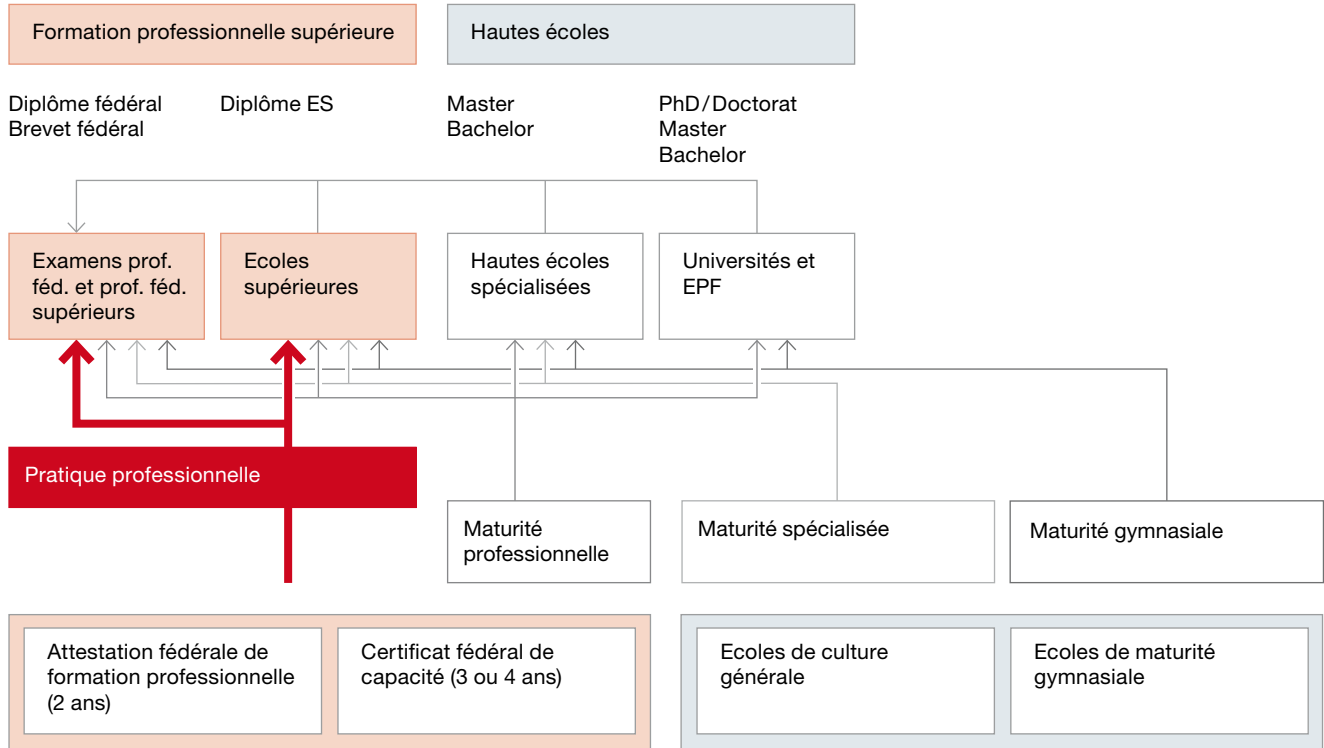 Formation professionnelle supérieure
Hautes écoles
Diplôme fédéral
Brevet fédéral
Diplôme ES
Master
Bachelor
PhD/Doctorat
Master
Bachelor
Examens prof.
féd. et prof. féd.
supérieurs
Ecoles
supérieures
Hautes écoles
spécialisées
Universités et
EPF
Pratique professionnelle
Maturité
professionnelle
Maturité spécialisée
Maturité gymnasiale
Attestation fédérale de
formation professionnelle
(2 ans)
Certificat fédéral de
capacité (3 ou 4 ans)
Ecoles de culture
générale
Ecoles de maturité
gymnasiale